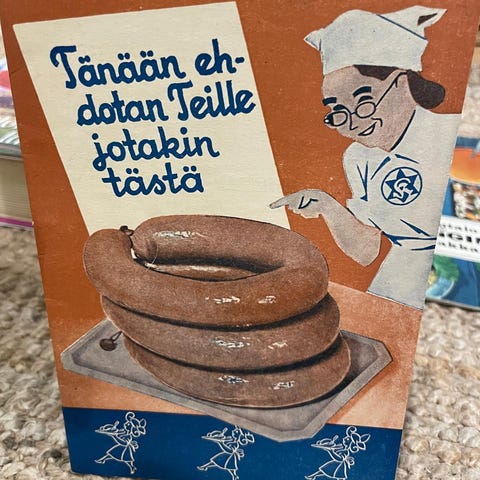 Tänään eh-
dotan Teille
jotakin
tästä